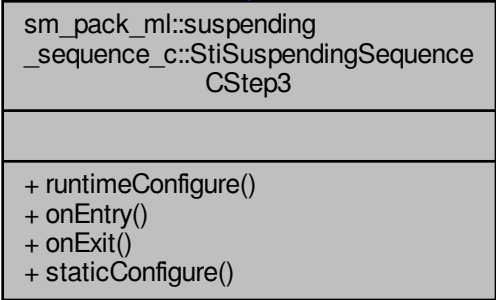 sm_pack_ml::suspending
_sequence_c::StiSuspendingSequence
CStep3
+ runtimeConfigure()
+ onEntry()
+ onExit()
+ staticConfigure()